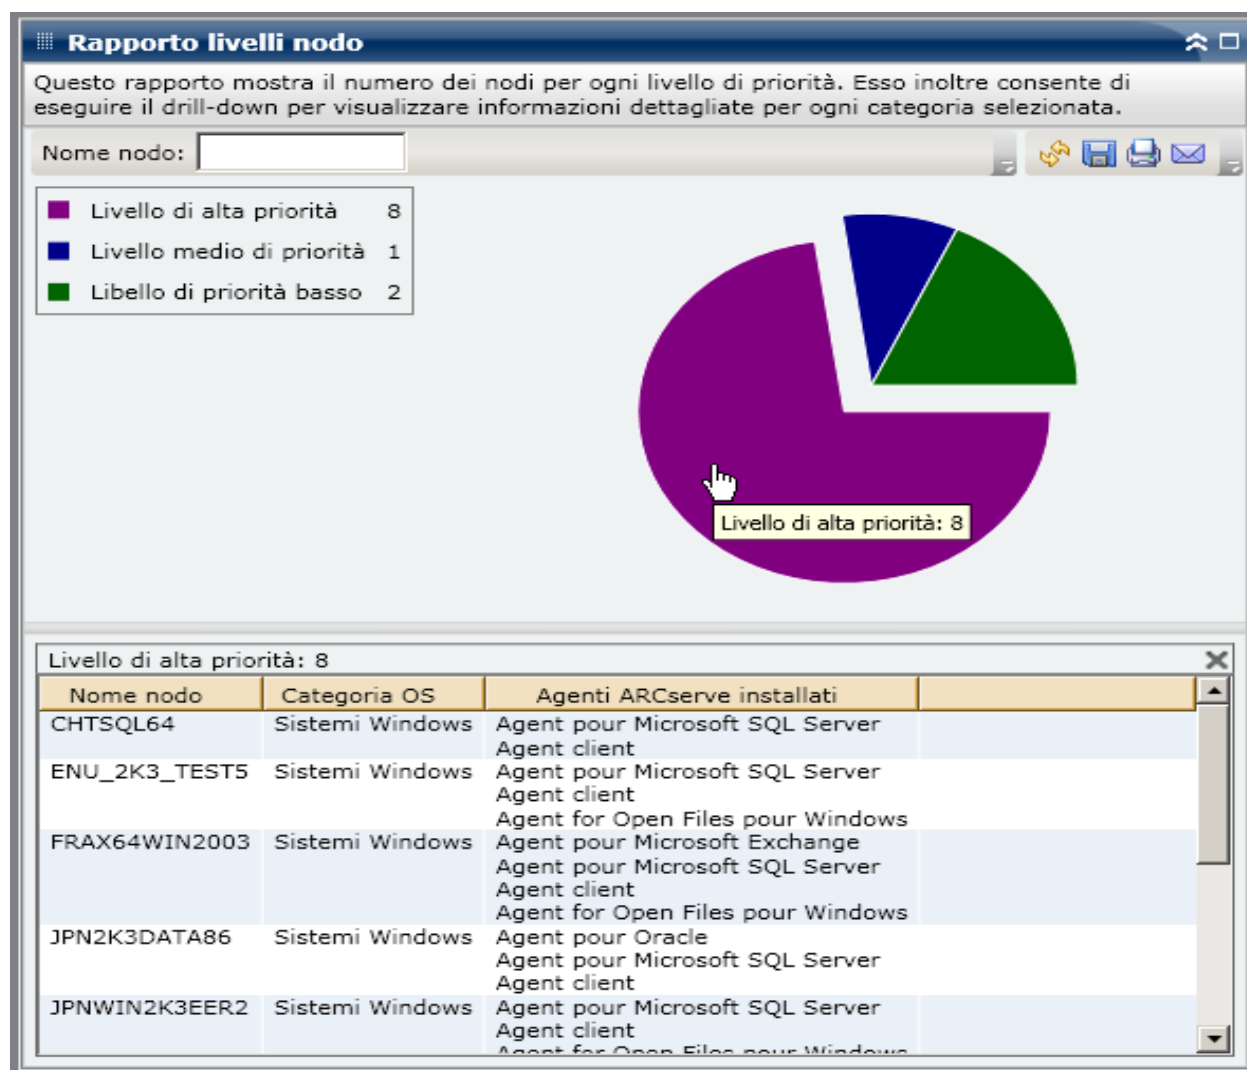 Rapporto livelli nodo
Questo rapporto mostra il numero dei nodi per ogni livello di priorità. Esso inoltre consente di
eseguire il drill-down per visualizzare informazioni dettagliate per ogni categoria selezionata.
Nome nodo:
Livello di alta priorità 8
Livello medio di priorità 1
Libello di priorità basso 2
Livello di alta priorità: 8
Livello di alta priorità: 8
Nome nodo Categoria OS Agenti ARCserve installati
CHTSQL64 Sistemi Windows Agent pour Microsoft SQL Server
Agent client
ENU_2K3_TEST5 Sistemi Windows Agent pour Microsoft SQL Server
Agent client
Agent for Open Files pour Windows
FRAX64WIN2003 Sistemi Windows Agent pour Microsoft Exchange
Agent pour Microsoft SQL Server
Agent client
Agent for Open Files pour Windows
JPN2K3DATA86 Sistemi Windows Agent pour Oracle
Agent pour Microsoft SQL Server
Agent client
JPNWIN2K3EER2 Sistemi Windows Agent pour Microsoft SQL Server
Agent client
Agent for Open Files pour Windows